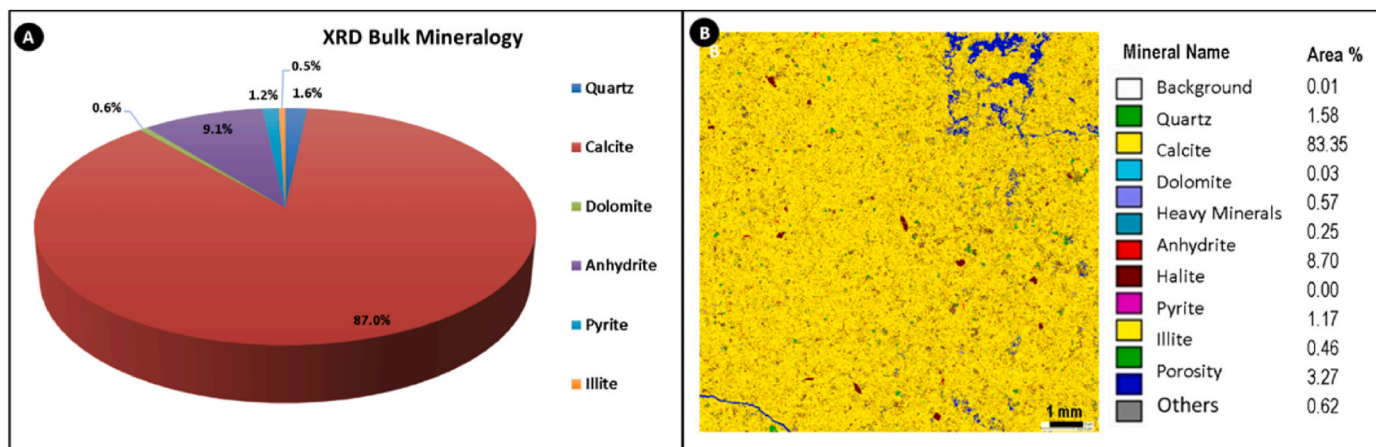 A
XRD Bulk Mineralogy
0.5%
1.2%
1.6%
0.6%
9.1%
87.0%
Quartz
Calcite
Dolomite
Anhydrite
Pyrite
Illite
B
B
1 mm
Mineral Name Area %
Background 0.01
Quartz 1.58
Calcite 83.35
Dolomite 0.03
Heavy Minerals 0.57
Anhydrite 0.25
Halite 8.70
Pyrite 0.00
Illite 1.17
Porosity 0.46
Others 3.27
0.62